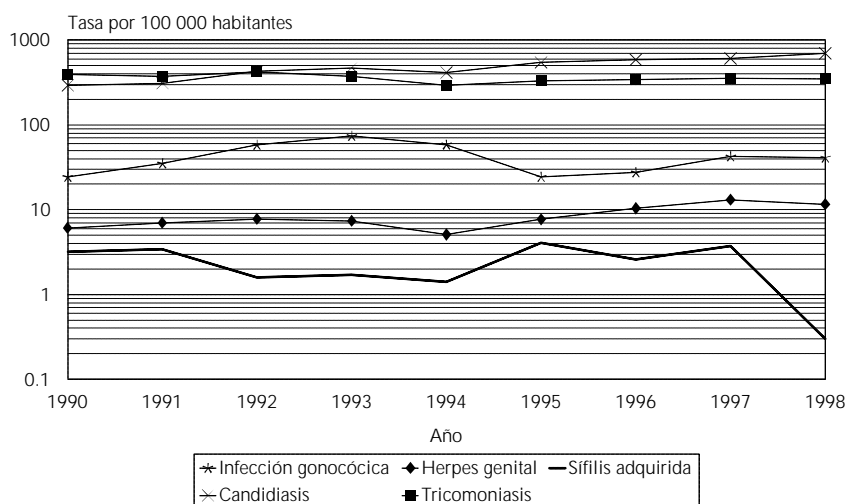 Tasa por 100 000 habitantes
1000
100
10
1
0.1
1990 1991 1992 1993 1994 1995 1996 1997 1998
Año
Infección gonocócica Herpes genital Sífilis adquirida
Candidiasis Tricomoniasis